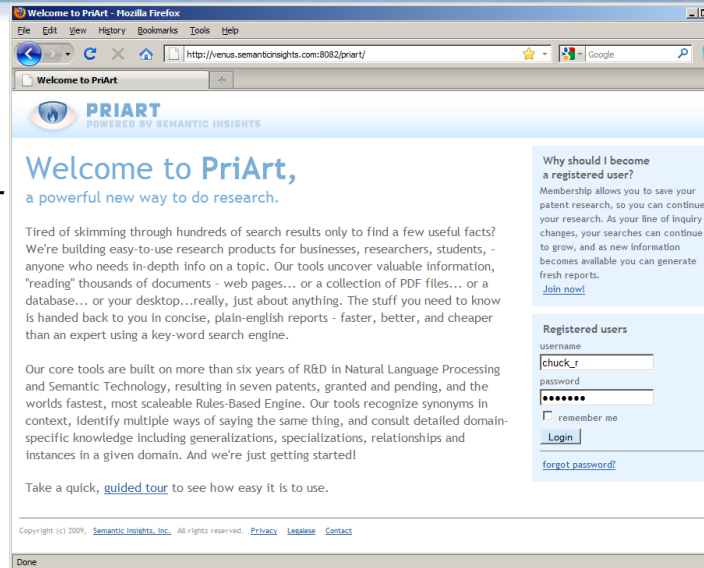 Welcome to PriArt - Mozilla Firefox
File Edit View History Bookmarks Tools Help
http://venus.semanticinsights.com:8082/priart/
Google
Welcome to PriArt
PRIART
POWERED BY SEMANTIC INSIGHTS
Welcome to PriArt,
a powerful new way to do research.
Tired of skimming through hundreds of search results only to find a few useful facts?
We're building easy-to-use research products for businesses, researchers, students, -
anyone who needs in-depth info on a topic. Our tools uncover valuable information,
"reading" thousands of documents - web pages... or a collection of PDF files... or a
database... or your desktop...really, just about anything. The stuff you need to know
is handed back to you in concise, plain-english reports - faster, better, and cheaper
than an expert using a key-word search engine.
Our core tools are built on more than six years of R&D in Natural Language Processing
and Semantic Technology, resulting in seven patents, granted and pending, and the
worlds fastest, most scaleable Rules-Based Engine. Our tools recognize synonyms in
context, identify multiple ways of saying the same thing, and consult detailed domain-
specific knowledge including generalizations, specializations, relationships and
instances in a given domain. And we're just getting started!
Take a quick, guided tour to see how easy it is to use.
Why should I become
a registered user?
Membership allows you to save your
patent research, so you can continue
your research. As your line of inquiry
changes, your searches can continue
to grow, and as new information
becomes available you can generate
fresh reports.
Join now!
Registered users
username
chuck_r
password
•••••••
remember me
Login
forgot password?
Copyright (c) 2009, Semantic Insights, Inc. All rights reserved. Privacy Legalese Contact
Done